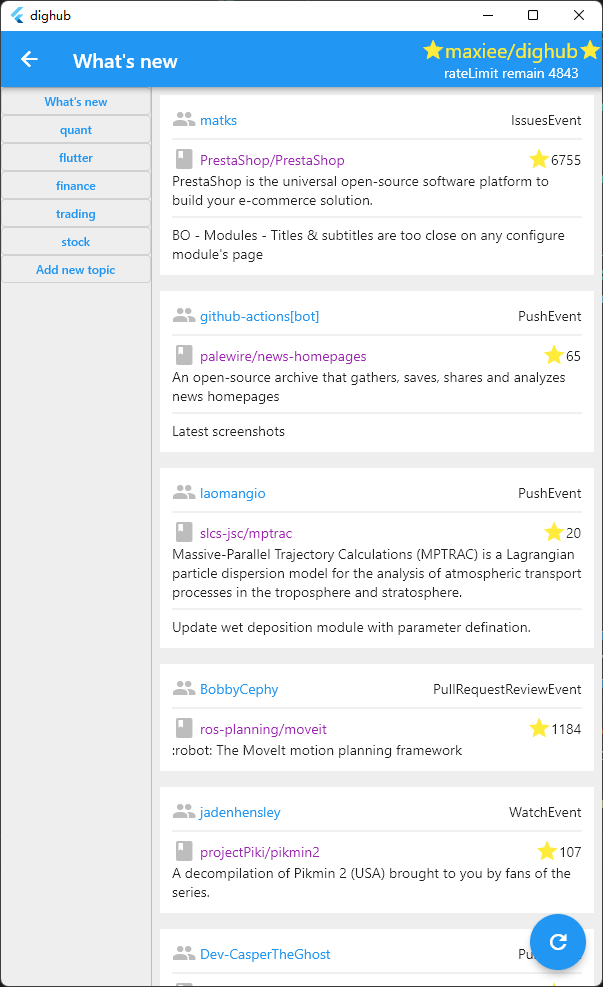 dighub
What's new
maxiee/dighub
rateLimit remain 4843
What's new
quant
flutter
finance
trading
stock
Add new topic
matks IssuesEvent
PrestaShop/PrestaShop 6755
PrestaShop is the universal open-source software platform to
build your e-commerce solution.
BO - Modules - Titles & subtitles are too close on any configure
module's page
github-actions[bot] PushEvent
palewire/news-homepages 65
An open-source archive that gathers, saves, shares and analyzes
news homepages
Latest screenshots
laomangio PushEvent
slcs-jsc/mptrac 20
Massive-Parallel Trajectory Calculations (MPTRAC) is a Lagrangian
particle dispersion model for the analysis of atmospheric transport
processes in the troposphere and stratosphere.
Update wet deposition module with parameter defination.
BobbyCephy PullRequestReviewEvent
ros-planning/moveit 1184
:robot: The MoveIt motion planning framework
jadenhensley WatchEvent
projectPiki/pikmin2 107
A decompilation of Pikmin 2 (USA) brought to you by fans of the
series.
Dev-CasperTheGhost